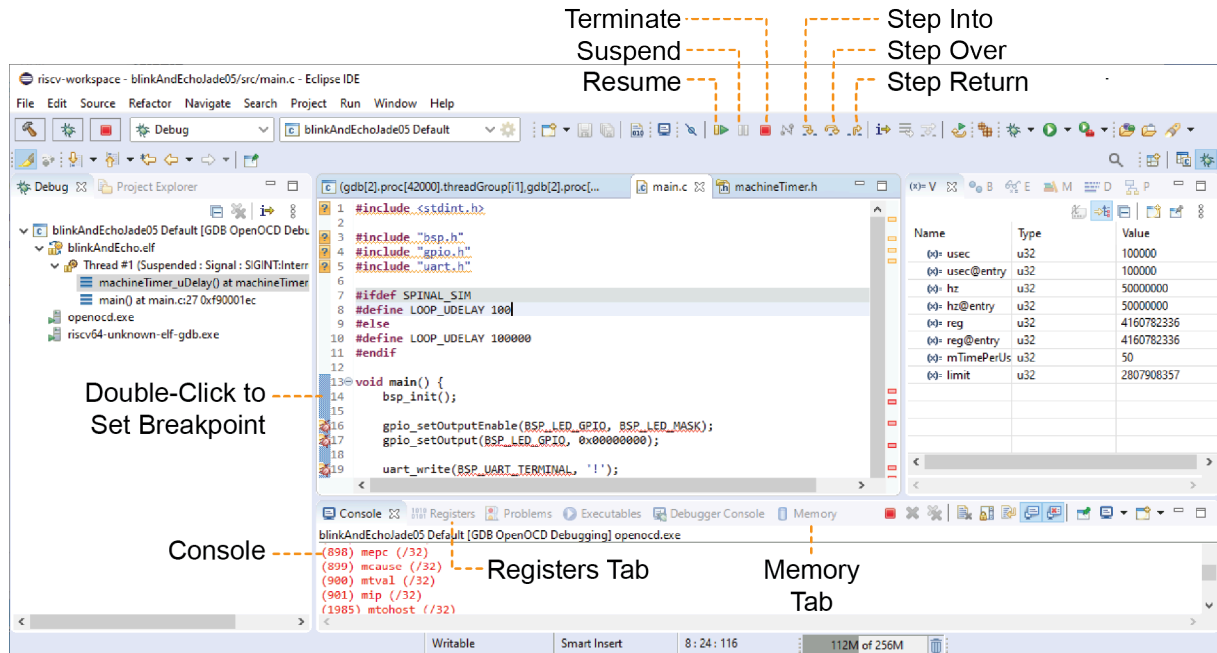 Terminate
Suspend
Resume
Step Into
Step Over
Step Return
riscv-workspace - blinkAndEchoJade05/src/main.c - Eclipse IDE
File Edit Source Refactor Navigate Search Project Run Window Help
Debug
blinkAndEchoJade05 Default
Debug
Project Explorer
blinkAndEchoJade05 Default [GDB OpenOCD Debu
blinkAndEcho.elf
Thread #1 (Suspended : Signal : SIGINT:Interr
machineTimer_uDelay() at machineTimer
main() at main.c:27 0xf90001ec
openocd.exe
riscv64-unknown-elf-gdb.exe
Double-Click to
Set Breakpoint
(gdb[2].proc[42000].threadGroup[i1],gdb[2].proc[...
main.c
machineTimer.h
1 #include <stdint.h>
2
3 #include "bsp.h"
4 #include "gpio.h"
5 #include "uart.h"
6
7 #ifdef SPINAL_SIM
8 #define LOOP_UDELAY 100
9 #else
10 #define LOOP_UDELAY 100000
11 #endif
12
13 void main() {
14 bsp_init();
15
16 gpio_setOutputEnable(BSP_LED_GPIO, BSP_LED_MASK);
17 gpio_setOutput(BSP_LED_GPIO, 0x00000000);
18
19 uart_write(BSP_UART_TERMINAL, '!');
(x)= V
B
E
M
D
P
Name Type Value
(x)= usec u32 100000
(x)= usec@entry u32 100000
(x)= hz u32 50000000
(x)= hz@entry u32 50000000
(x)= reg u32 4160782336
(x)= reg@entry u32 4160782336
(x)= mTimePerUs u32 50
(x)= limit u32 2807908357
Console
Registers
Problems
Executables
Debugger Console
Memory
blinkAndEchoJade05 Default [GDB OpenOCD Debugging] openocd.exe
(898) mepc (/32)
(899) mcause (/32)
(900) mtval (/32)
(901) mip (/32)
(1985) mtohost (/32)
Console
Registers Tab
Memory
Tab
Writable
Smart Insert
8 : 24 : 116
112M of 256M